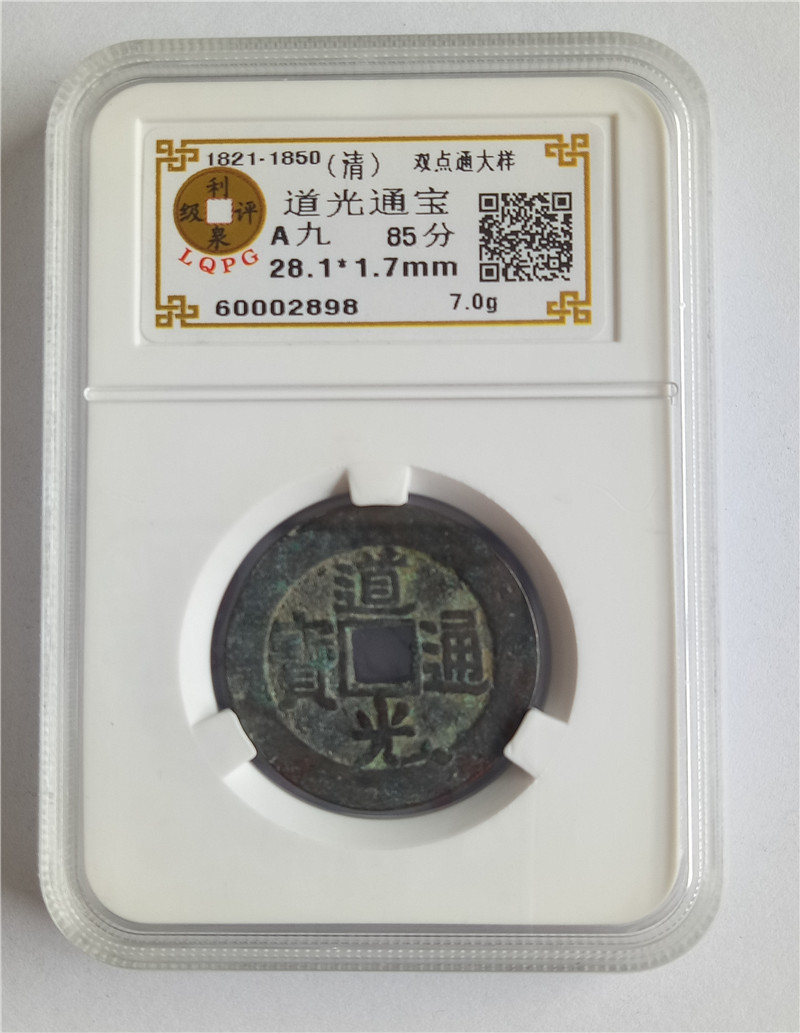 1821-1850(清) 双点通大样
利
级 评
泉
LQPG
道光通宝
A九 85分
28.1*1.7mm
60002898 7.0g
道
寳 通
光